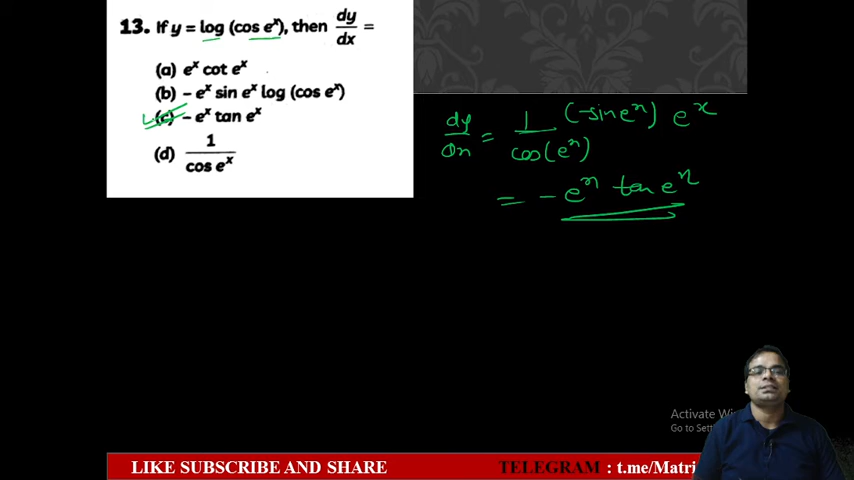 13. If y = log (cos eˣ), then dy/dx =
(a) eˣ cot eˣ
(b) – eˣ sin eˣ log (cos eˣ)
(c) – eˣ tan eˣ
(d) 1/cos eˣ
dy/dx = 1/cos(eˣ) (-sin eˣ) eˣ
= - eˣ tan eˣ
Activate Wi
Go to Sett
LIKE SUBSCRIBE AND SHARE
TELEGRAM : t.me/Matri